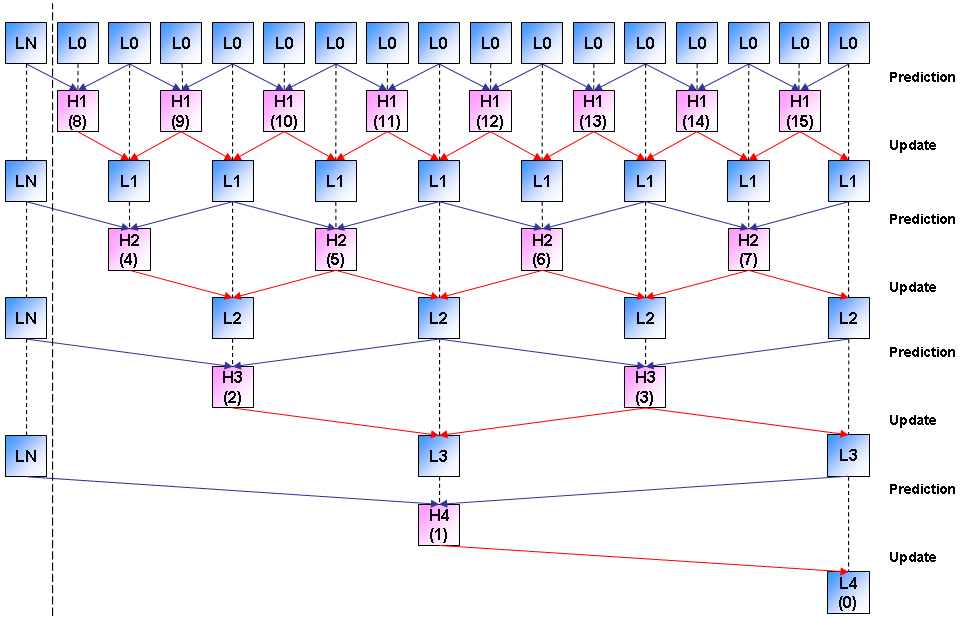 LN L0 L0 L0 L0 L0 L0 L0 L0 L0 L0 L0 L0 L0 L0 L0 L0
Prediction
H1 H1 H1 H1 H1 H1 H1 H1
(8) (9) (10) (11) (12) (13) (14) (15)
Update
LN L1 L1 L1 L1 L1 L1 L1 L1
Prediction
H2 H2 H2 H2
(4) (5) (6) (7)
Update
LN L2 L2 L2 L2
Prediction
H3 H3
(2) (3)
Update
LN L3 L3
Prediction
H4
(1)
Update
L4
(0)